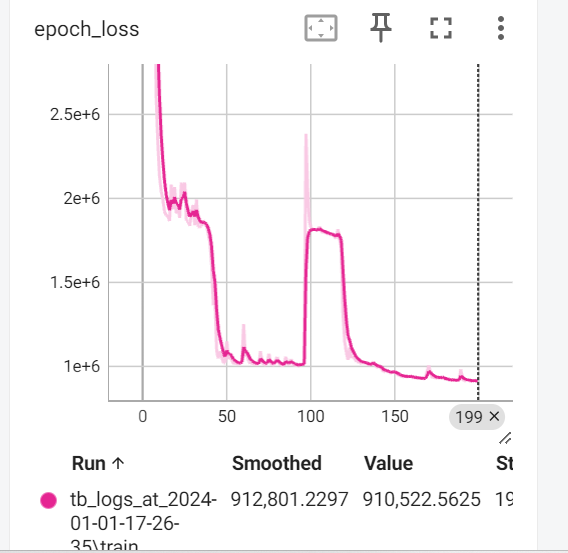 epoch_loss
2.5e+6
2e+6
1.5e+6
1e+6
0 50 100 150 199 ✕
Run ↑ Smoothed Value St
tb_logs_at_2024- 912,801.2297 910,522.5625 19
01-01-17-26-
35\train